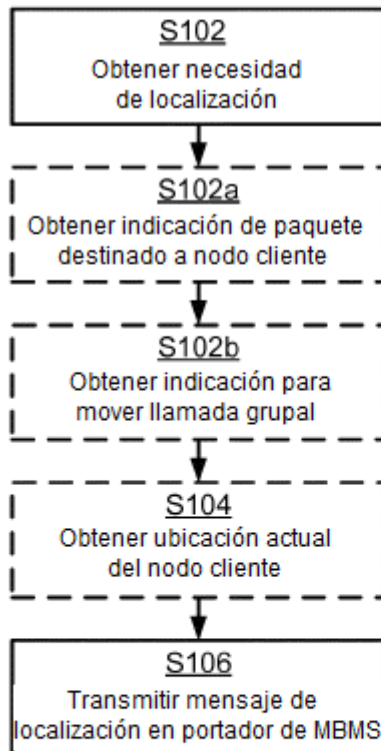 S102
Obtener necesidad
de localización
S102a
Obtener indicación de paquete
destinado a nodo cliente
S102b
Obtener indicación para
mover llamada grupal
S104
Obtener ubicación actual
del nodo cliente
S106
Transmitir mensaje de
localización en portador de MBMS